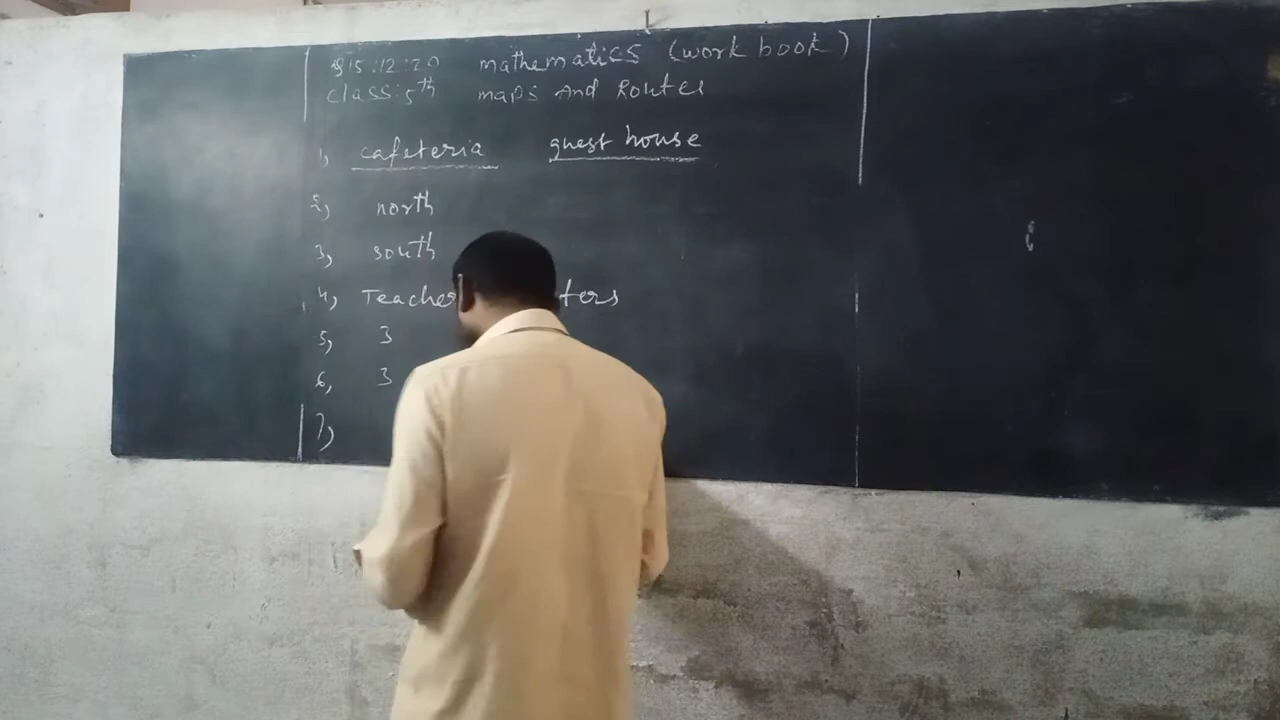 15:12:20 mathematics (work book)
class: 5th maps And Routes
1, cafeteria guest house
2, north
3, south
4, Teacher ters
5, 3
6, 3
7,